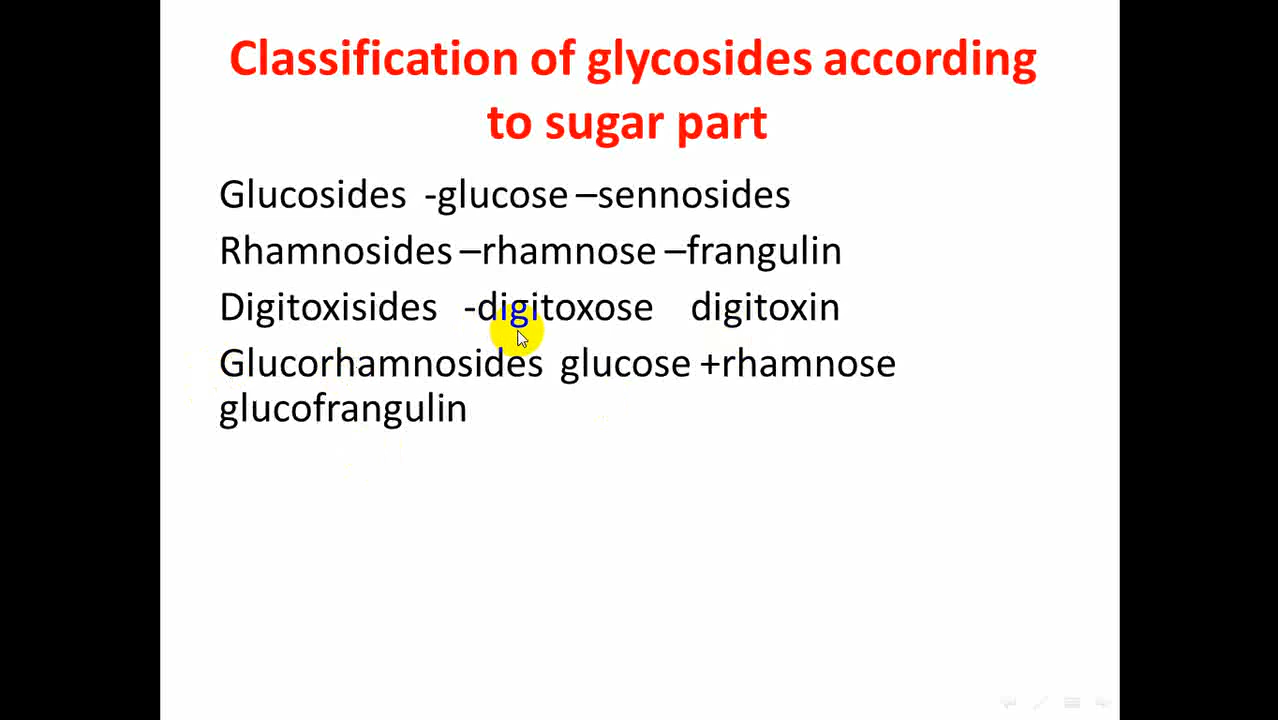 Classification of glycosides according
to sugar part
Glucosides -glucose –sennosides
Rhamnosides –rhamnose –frangulin
Digitoxisides -digitoxose digitoxin
Glucorhamnosides glucose +rhamnose
glucofrangulin